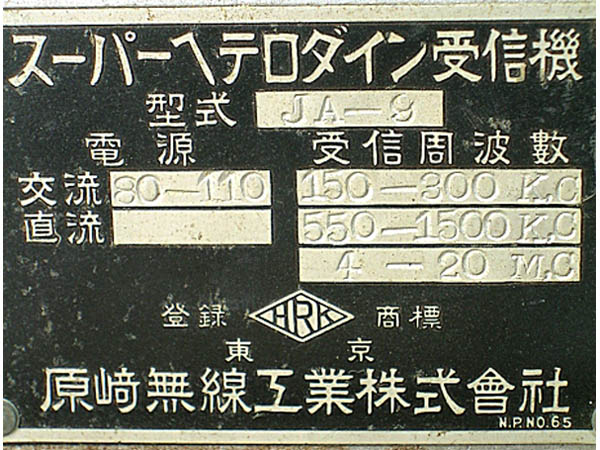 スーパーヘテロダイン受信機
型式 JA-9
電源 受信周波數
交流 80-110 150-300 K.C
直流 550-1500 K.C
4-20 M.C
登録 HRK 商標
東京
原﨑無線工業株式會社
N.P.NO.65